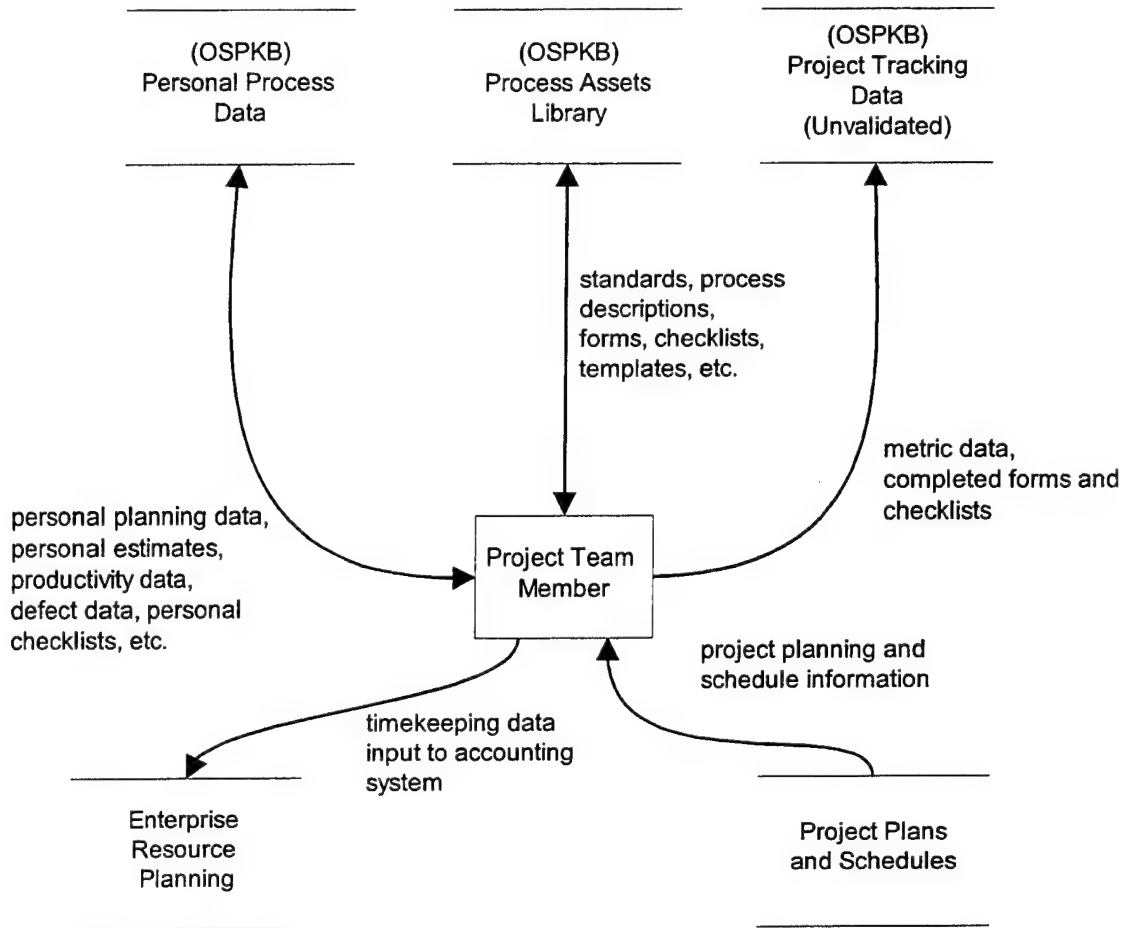 (OSPKB)
Personal Process
Data
(OSPKB)
Process Assets
Library
(OSPKB)
Project Tracking
Data
(Unvalidated)
standards, process
descriptions,
forms, checklists,
templates, etc.
metric data,
completed forms and
checklists
personal planning data,
personal estimates,
productivity data,
defect data, personal
checklists, etc.
Project Team
Member
project planning and
schedule information
timekeeping data
input to accounting
system
Enterprise
Resource
Planning
Project Plans
and Schedules